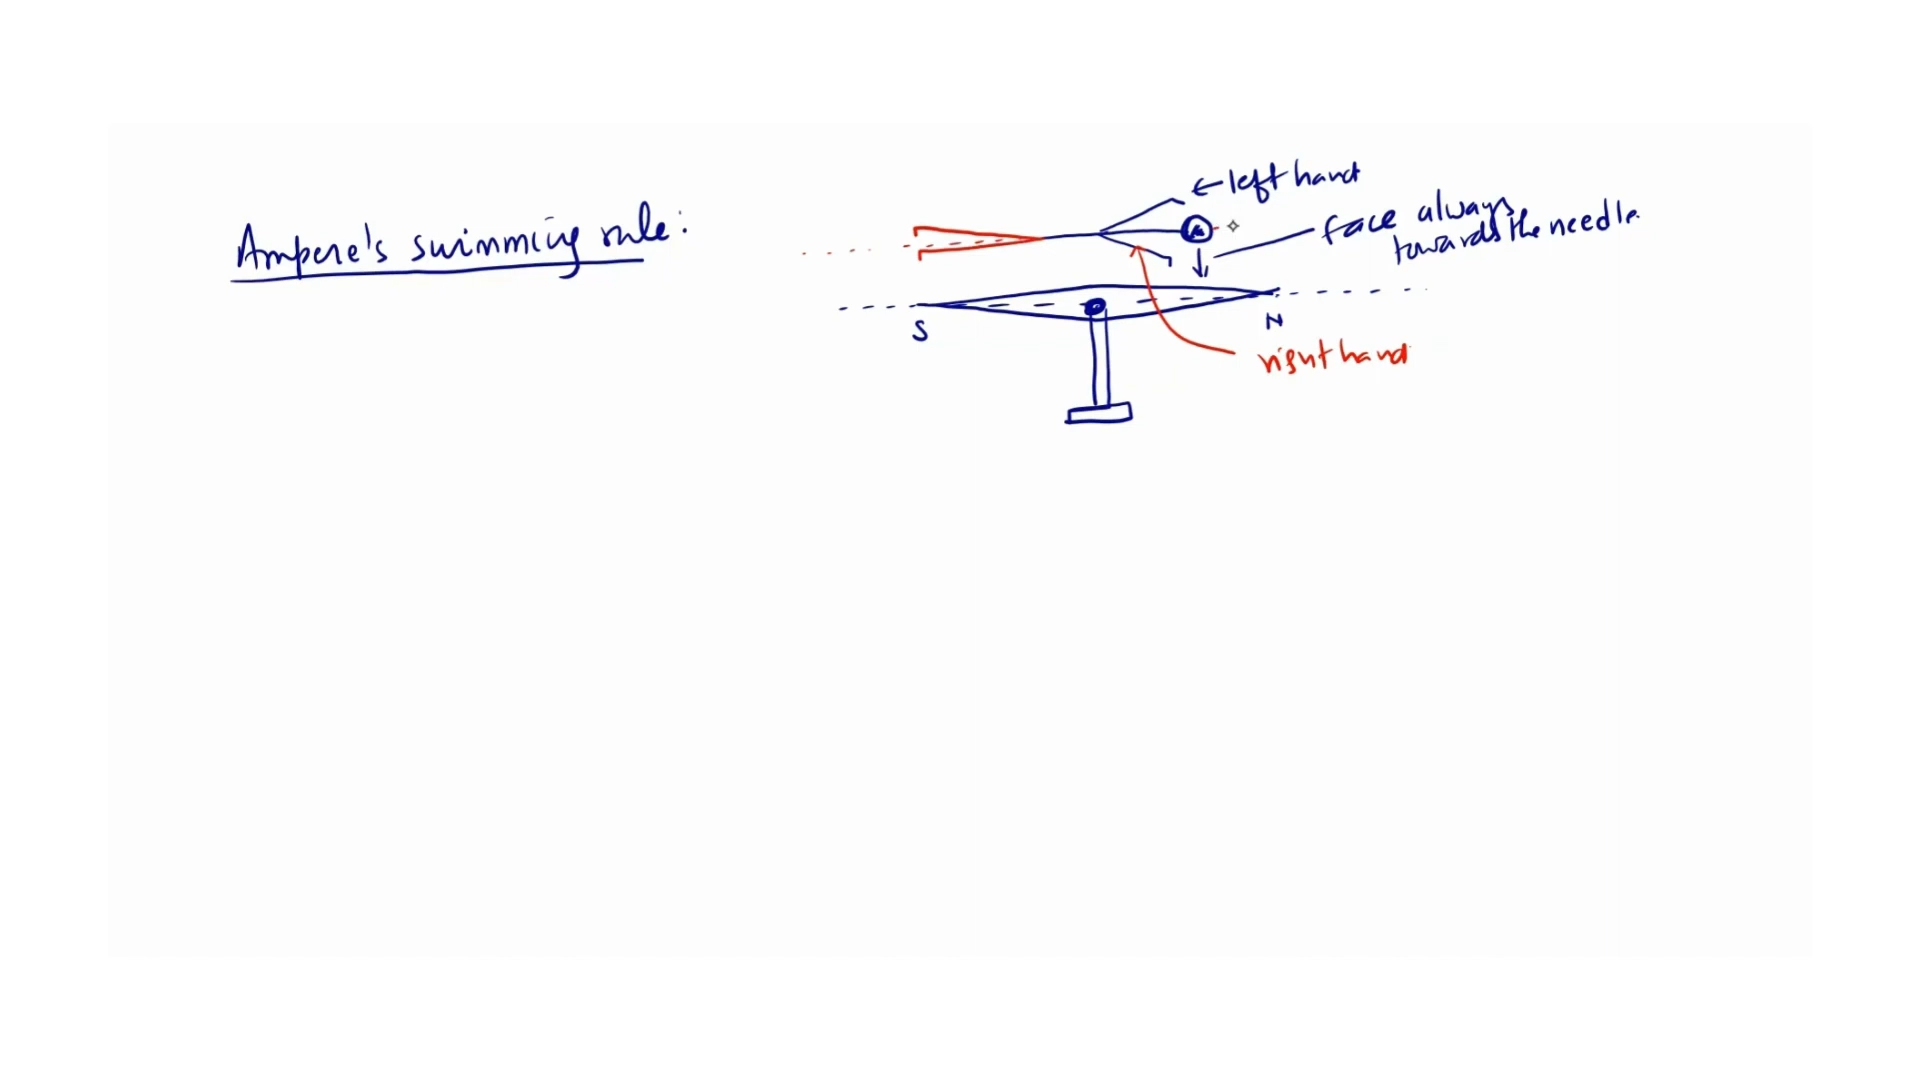 Ampere's swimming rule:
← left hand
face always
towards the needle.
S
N
right hand